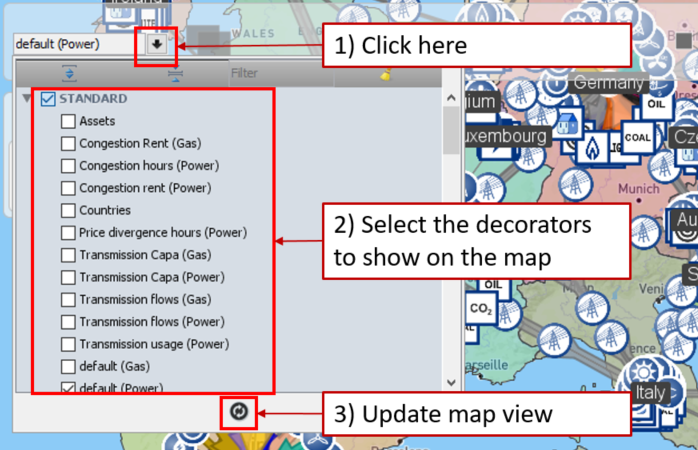 Ireland
WALES
default (Power)
1) Click here
Filter
Germany
STANDARD
OIL
Assets
ium
Congestion Rent (Gas)
uxembourg
COAL
Cze
Congestion hours (Power)
Congestion rent (Power)
Munich
Countries
2) Select the decorators
to show on the map
Au
Price divergence hours (Power)
Transmission Capa (Gas)
Transmission Capa (Power)
OIL
Transmission flows (Gas)
CO₂
Transmission flows (Power)
Transmission usage (Power)
default (Gas)
arseille
default (Power)
Italy
3) Update map view